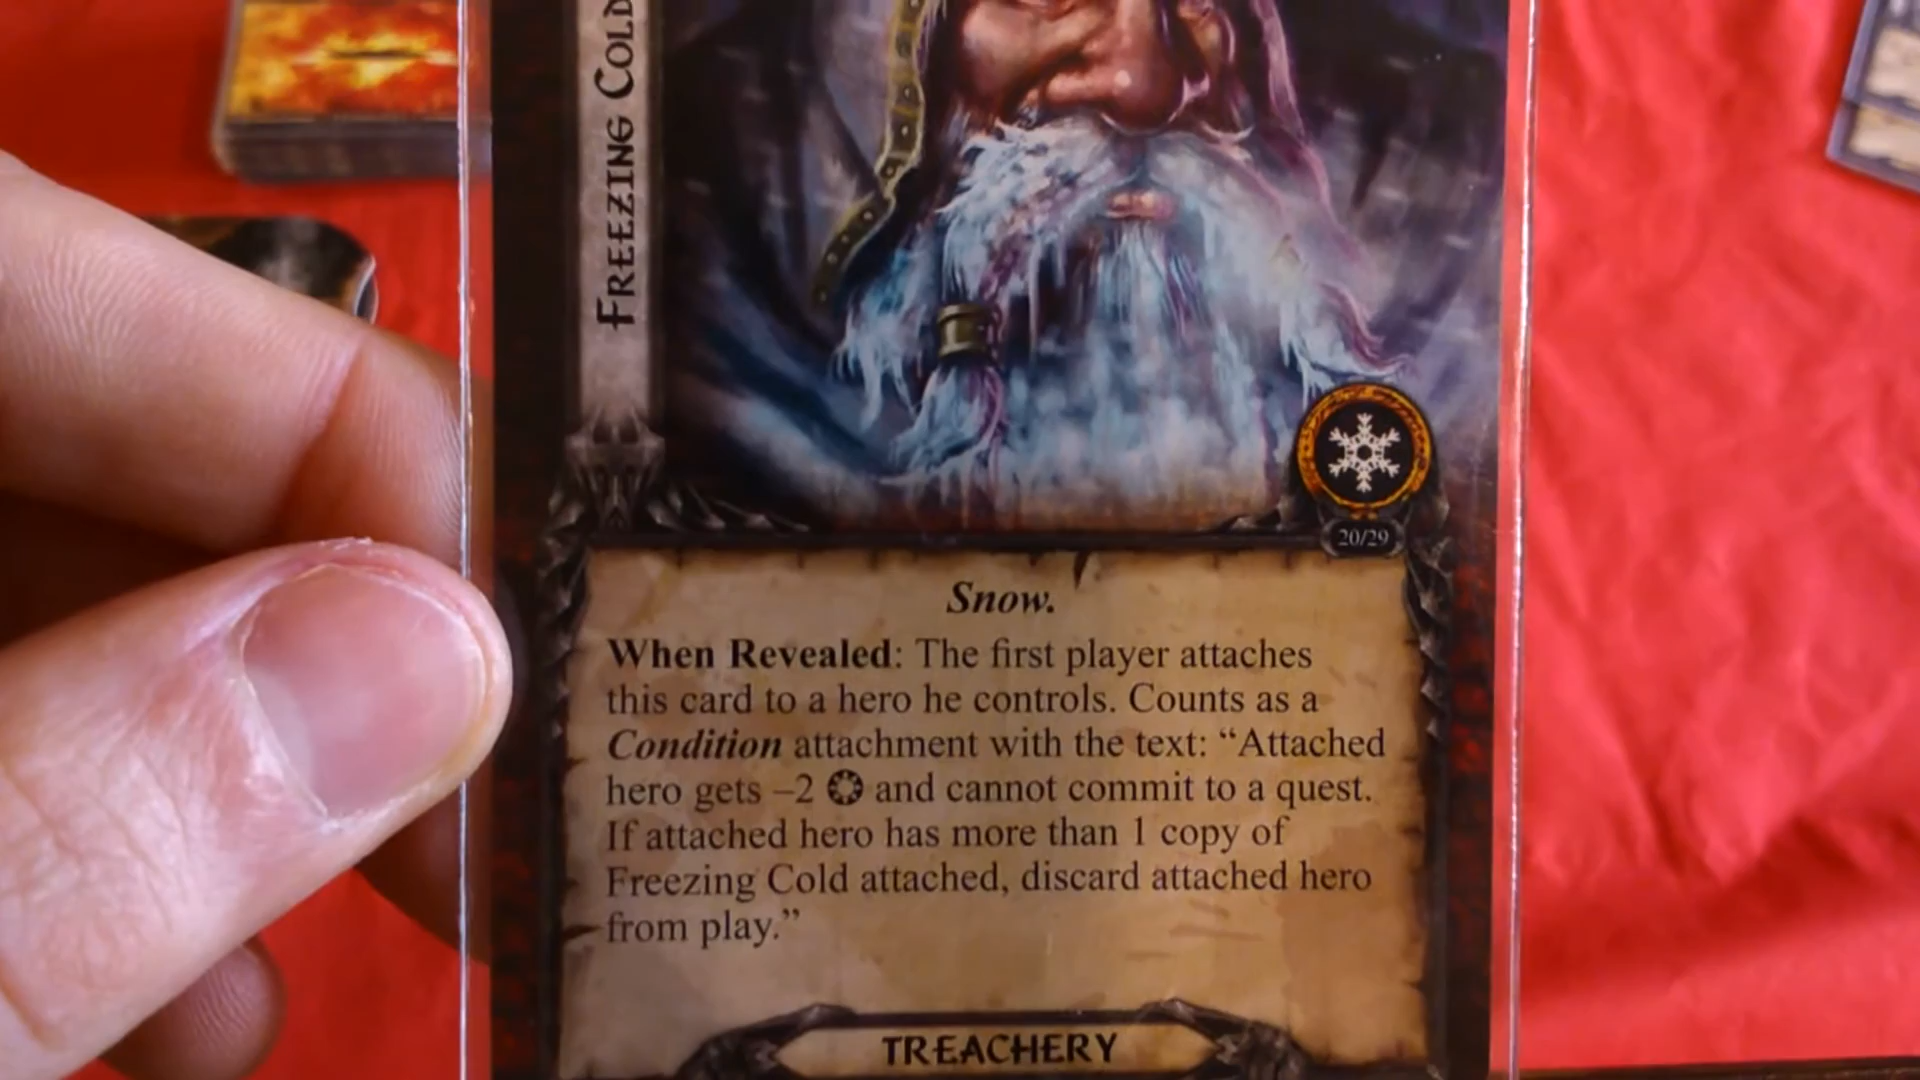 FREEZING COLD
20/29
Snow.
When Revealed: The first player attaches
this card to a hero he controls. Counts as a
Condition attachment with the text: “Attached
hero gets –2 and cannot commit to a quest.
If attached hero has more than 1 copy of
Freezing Cold attached, discard attached hero
from play.”
TREACHERY